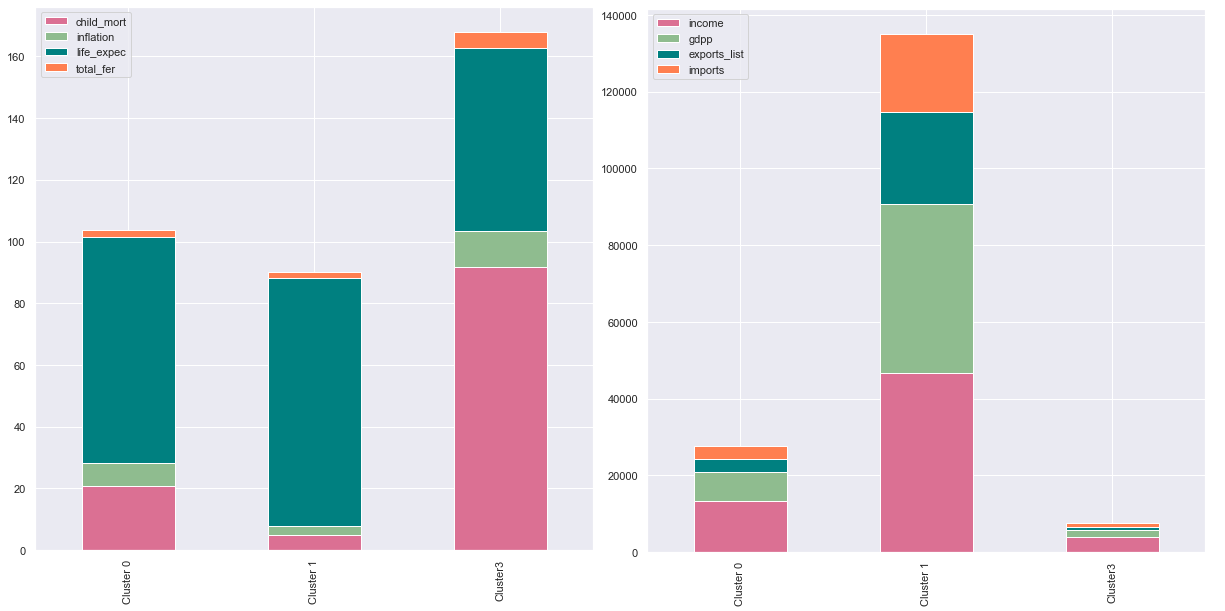 child_mort
inflation
life_expec
total_fer
160
140
120
100
80
60
40
20
0
Cluster 0
Cluster 1
Cluster3
income
gdpp
exports_list
imports
140000
120000
100000
80000
60000
40000
20000
0
Cluster 0
Cluster 1
Cluster3